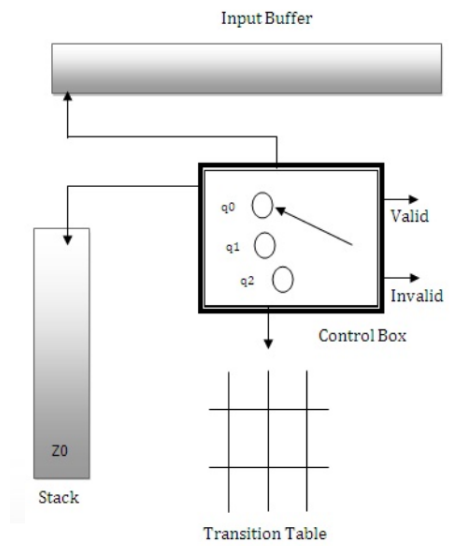 Input Buffer
q0
Valid
q1
q2
Invalid
Control Box
Z0
Stack
Transition Table